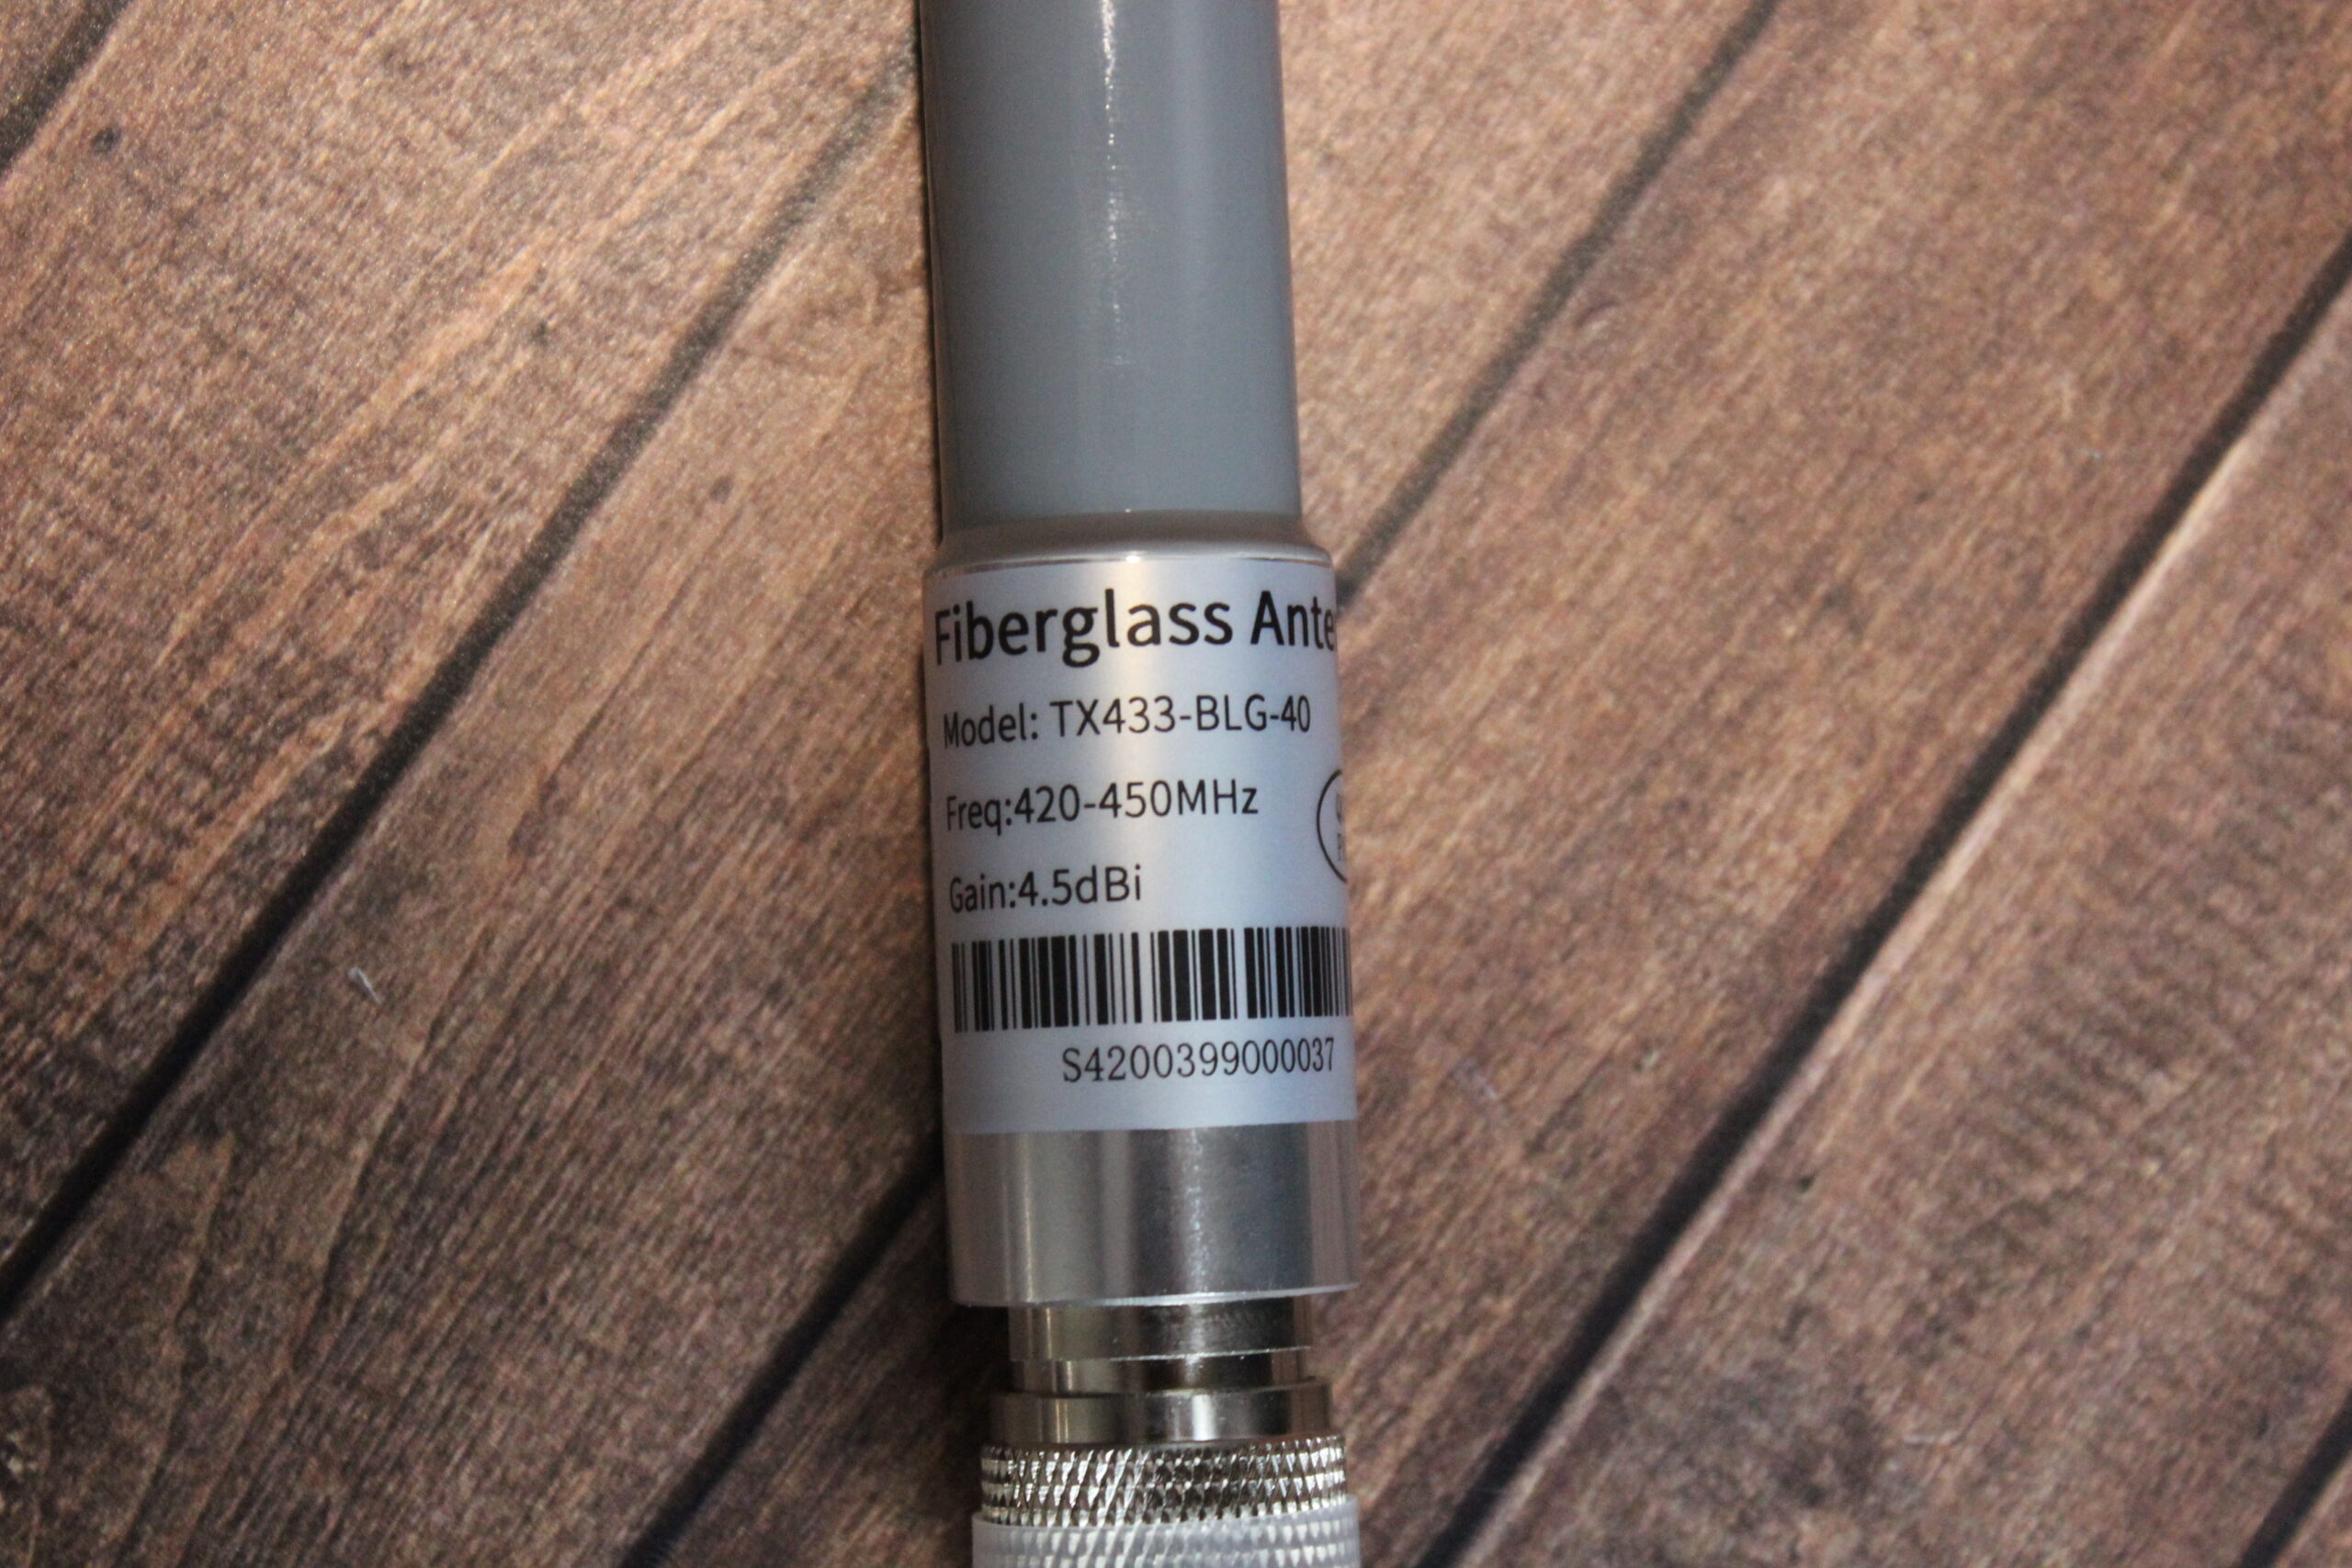 Fiberglass Ante
Model: TX433-BLG-40
Freq:420-450MHz
Gain:4.5dBi
S4200399000037